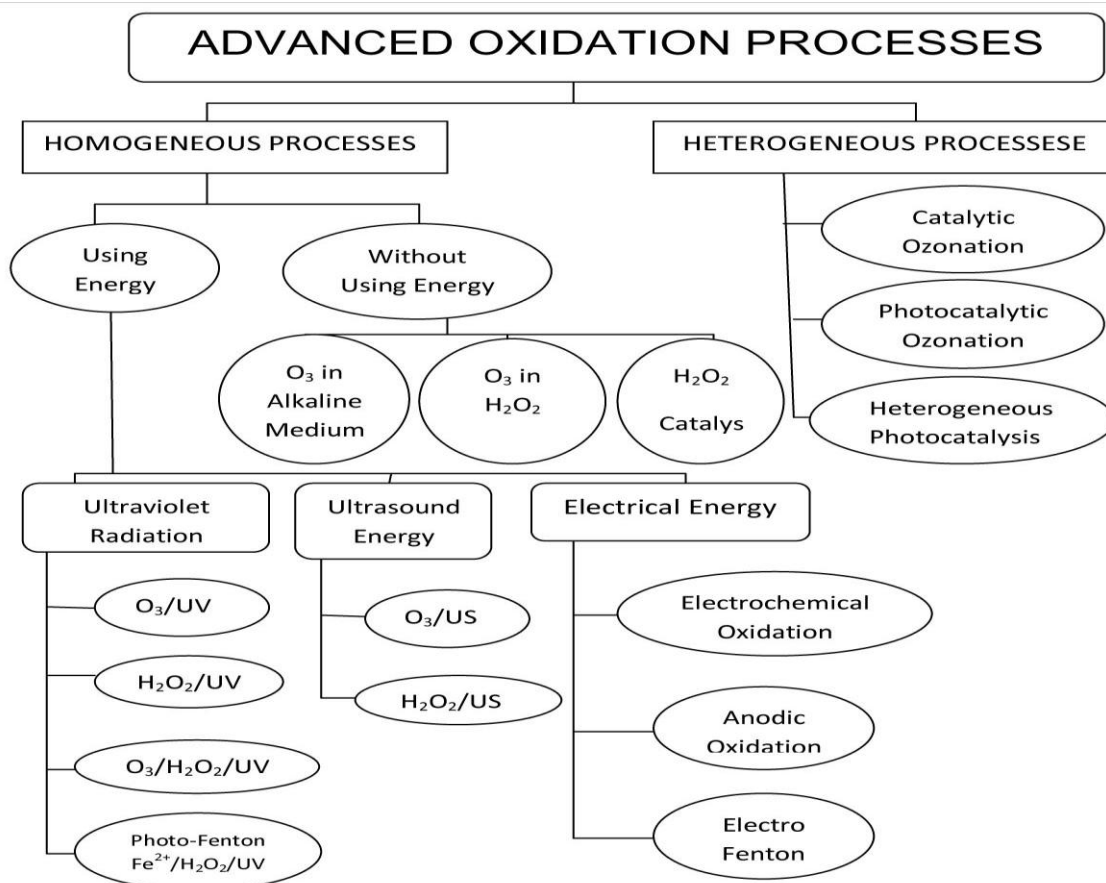 ADVANCED OXIDATION PROCESSES
HOMOGENEOUS PROCESSES
HETEROGENEOUS PROCESSESE
Using
Energy
Without
Using Energy
Catalytic
Ozonation
Photocatalytic
Ozonation
Heterogeneous
Photocatalysis
O₃ in
Alkaline
Medium
O₃ in
H₂O₂
H₂O₂
Catalys
Ultraviolet
Radiation
Ultrasound
Energy
Electrical Energy
O₃/UV
H₂O₂/UV
O₃/H₂O₂/UV
Photo-Fenton
Fe²⁺/H₂O₂/UV
O₃/US
H₂O₂/US
Electrochemical
Oxidation
Anodic
Oxidation
Electro
Fenton